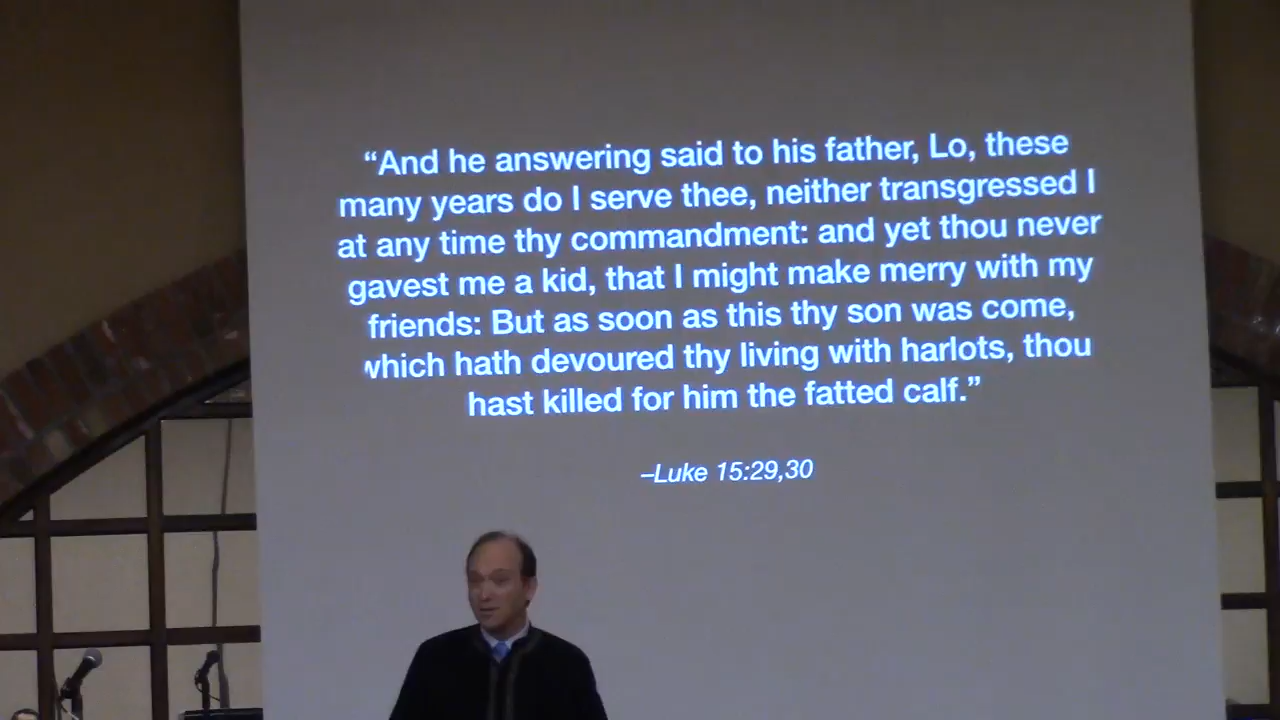 “And he answering said to his father, Lo, these
many years do I serve thee, neither transgressed I
at any time thy commandment: and yet thou never
gavest me a kid, that I might make merry with my
friends: But as soon as this thy son was come,
which hath devoured thy living with harlots, thou
hast killed for him the fatted calf.”
–Luke 15:29,30